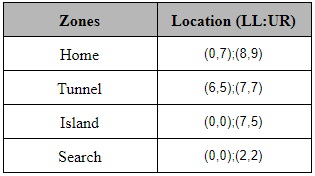 Zones Location (LL:UR)
Home (0,7);(8,9)
Tunnel (6,5);(7,7)
Island (0,0);(7,5)
Search (0,0);(2,2)